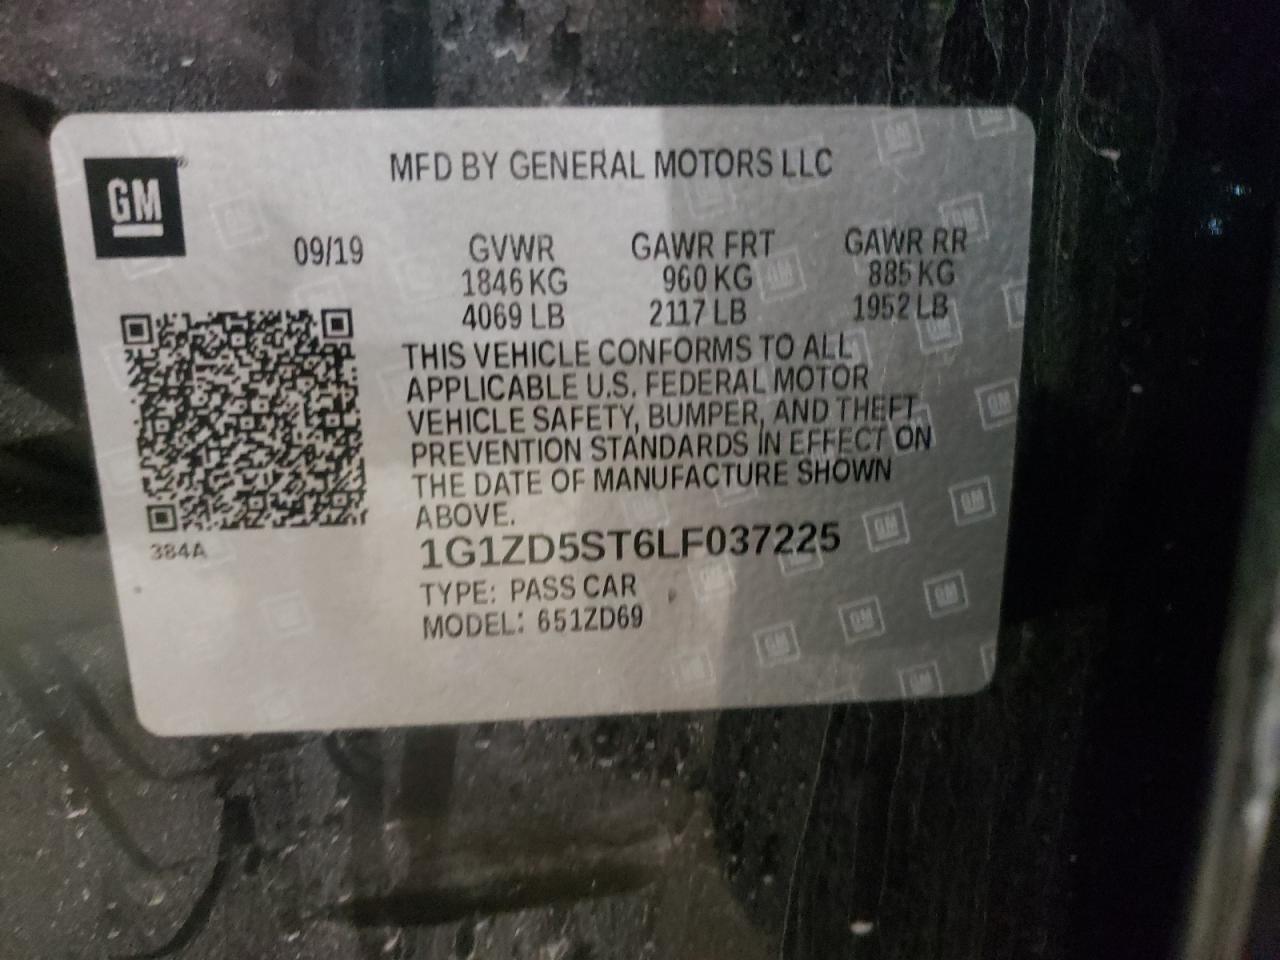 MFD BY GENERAL MOTORS LLC
GM®
09/19 GVWR GAWR FRT GAWR RR
1846 KG 960 KG 885 KG
4069 LB 2117 LB 1952 LB
THIS VEHICLE CONFORMS TO ALL
APPLICABLE U.S. FEDERAL MOTOR
VEHICLE SAFETY, BUMPER, AND THEFT
PREVENTION STANDARDS IN EFFECT ON
THE DATE OF MANUFACTURE SHOWN
ABOVE.
384A
1G1ZD5ST6LF037225
TYPE: PASS CAR
MODEL: 651ZD69